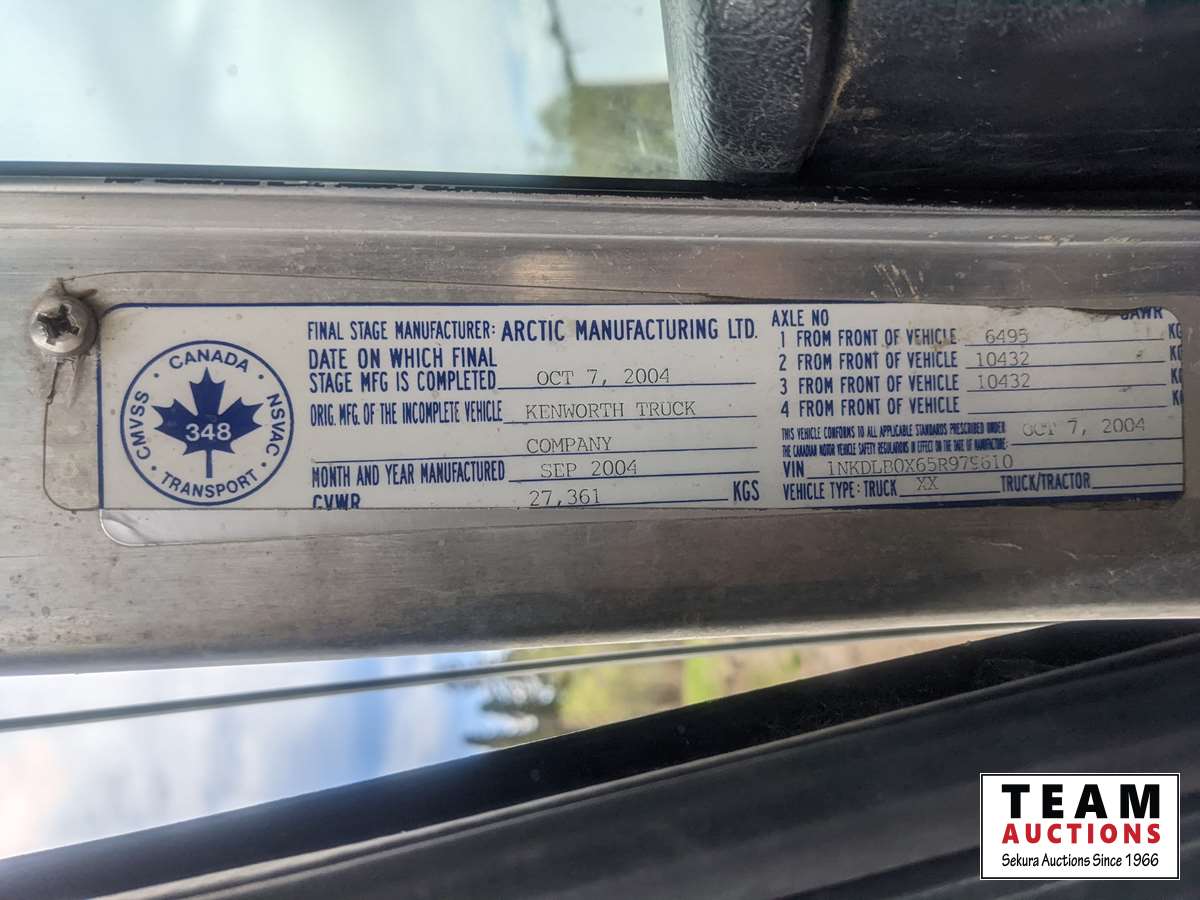 CANADA
CMVSS
NSVAC
348
TRANSPORT
FINAL STAGE MANUFACTURER: ARCTIC MANUFACTURING LTD.
DATE ON WHICH FINAL
STAGE MFG IS COMPLETED OCT 7, 2004
ORIG. MFG. OF THE INCOMPLETE VEHICLE KENWORTH TRUCK
COMPANY
MONTH AND YEAR MANUFACTURED SEP 2004
GVWR 27,361 KGS
AXLE NO GAWR
1 FROM FRONT OF VEHICLE 6495 KG
2 FROM FRONT OF VEHICLE 10432 KG
3 FROM FRONT OF VEHICLE 10432 K
4 FROM FRONT OF VEHICLE K
THIS VEHICLE CONFORMS TO ALL APPLICABLE STANDARDS PRESCRIBED UNDER OCT 7, 2004
THE CANADIAN MOTOR VEHICLE SAFETY REGULATIONS IN EFFECT ON THE DATE OF MANUFACTURE:
VIN 1NKDLB0X65R979610
VEHICLE TYPE: TRUCK XX TRUCK/TRACTOR
TEAM
AUCTIONS
Sekura Auctions Since 1966